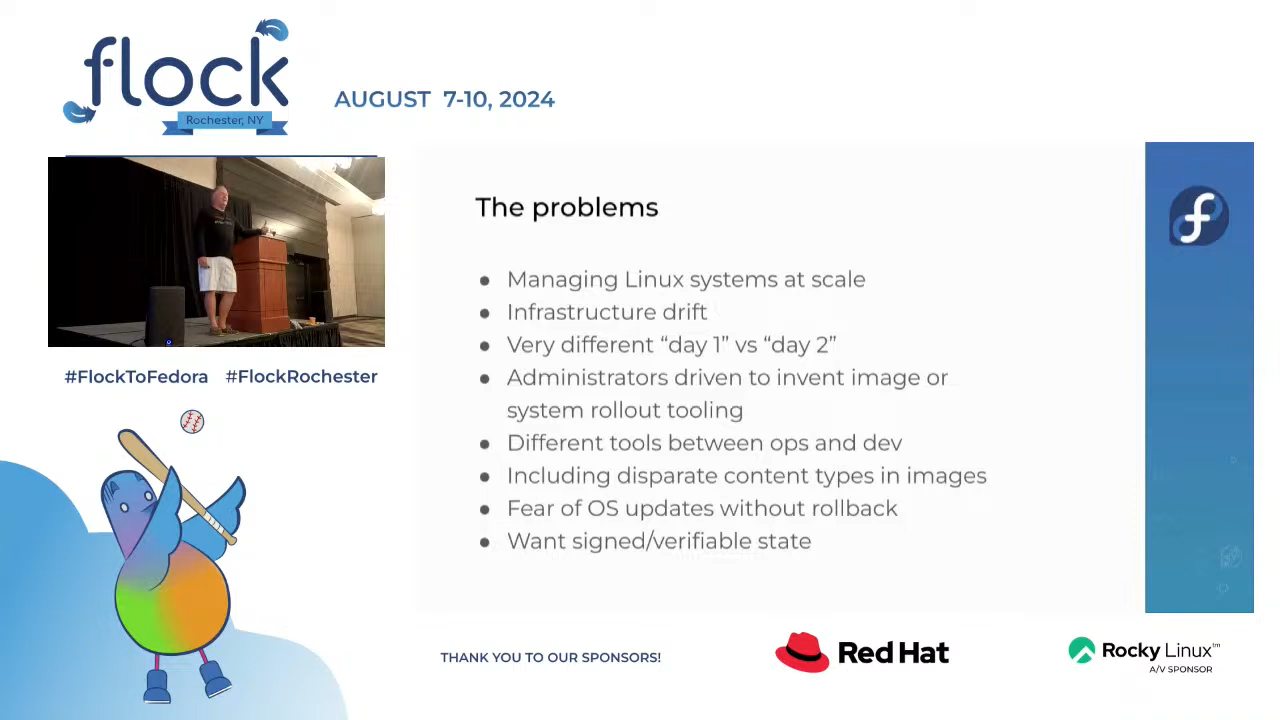 flock
Rochester, NY
AUGUST 7-10, 2024
#FlockToFedora #FlockRochester
The problems
● Managing Linux systems at scale
● Infrastructure drift
● Very different “day 1” vs “day 2”
● Administrators driven to invent image or
system rollout tooling
● Different tools between ops and dev
● Including disparate content types in images
● Fear of OS updates without rollback
● Want signed/verifiable state
THANK YOU TO OUR SPONSORS!
Red Hat
Rocky Linux™
A/V SPONSOR